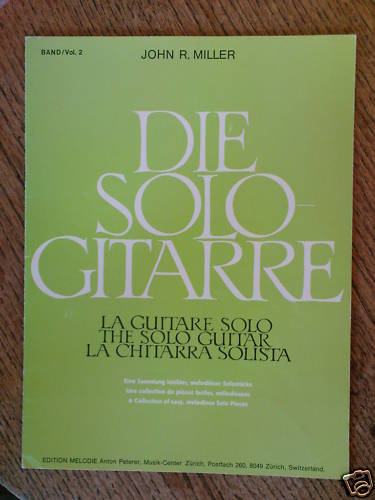 BAND/Vol. 2
JOHN R. MILLER
DIE
SOLO-
GITARRE
LA GUITARE SOLO
THE SOLO GUITAR
LA CHITARRA SOLISTA
Eine Sammlung leichter, melodiöser Solostücke
Une collection de pièces faciles, mélodieuses
A Collection of easy, melodious Solo Pieces
EDITION MELODIE Anton Peterer, Musik-Center Zürich, Postfach 260, 8049 Zürich, Switzerland.